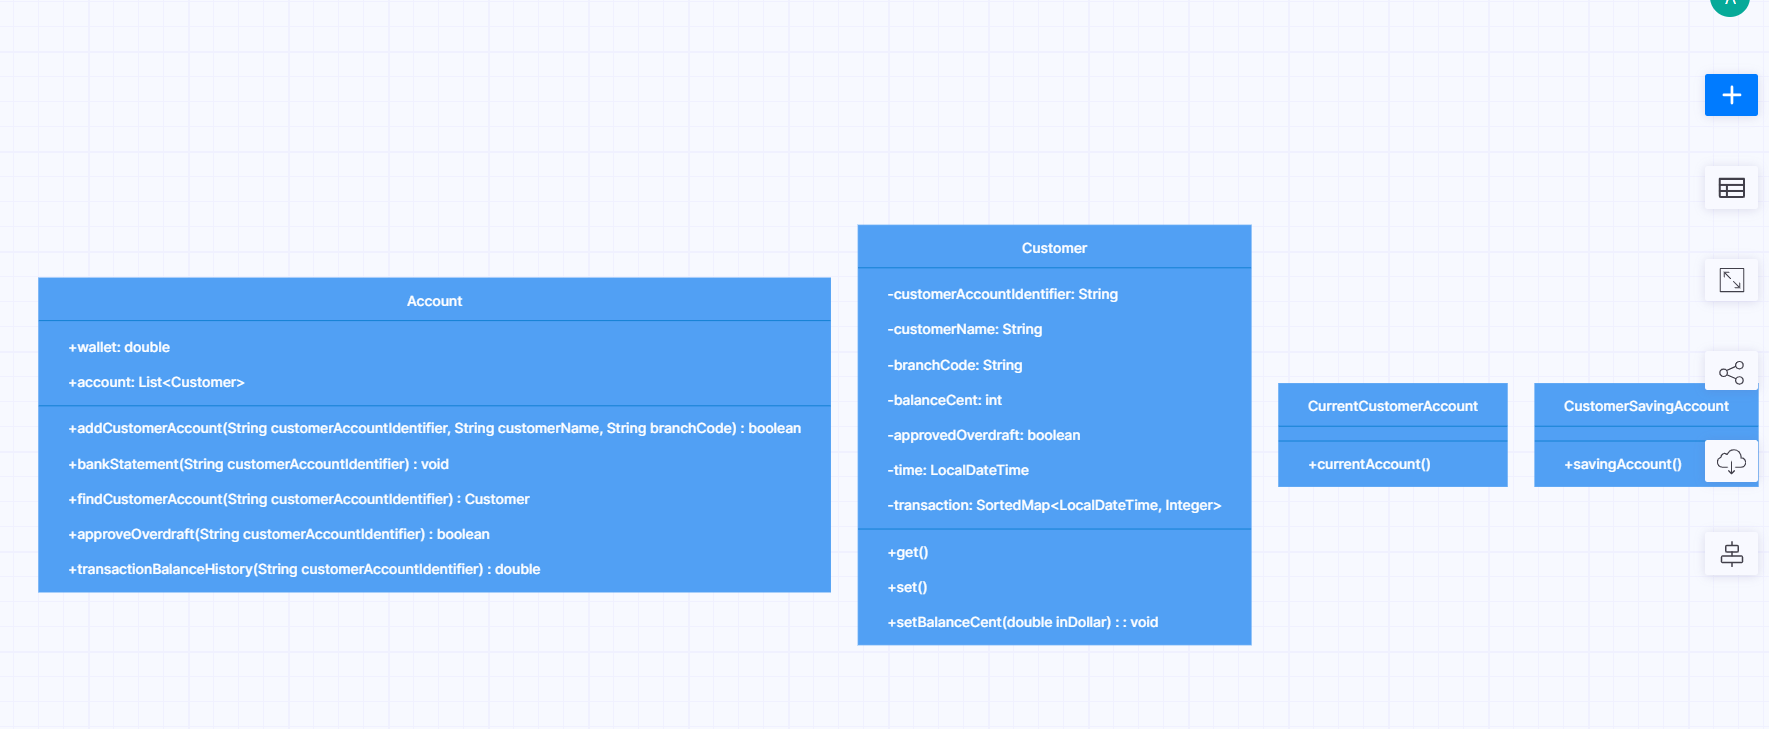 Account
+wallet: double
+account: List<Customer>
+addCustomerAccount(String customerAccountIdentifier, String customerName, String branchCode) : boolean
+bankStatement(String customerAccountIdentifier) : void
+findCustomerAccount(String customerAccountIdentifier) : Customer
+approveOverdraft(String customerAccountIdentifier) : boolean
+transactionBalanceHistory(String customerAccountIdentifier) : double
Customer
-customerAccountIdentifier: String
-customerName: String
-branchCode: String
-balanceCent: int
-approvedOverdraft: boolean
-time: LocalDateTime
-transaction: SortedMap<LocalDateTime, Integer>
+get()
+set()
+setBalanceCent(double inDollar) : : void
CurrentCustomerAccount
+currentAccount()
CustomerSavingAccount
+savingAccount()